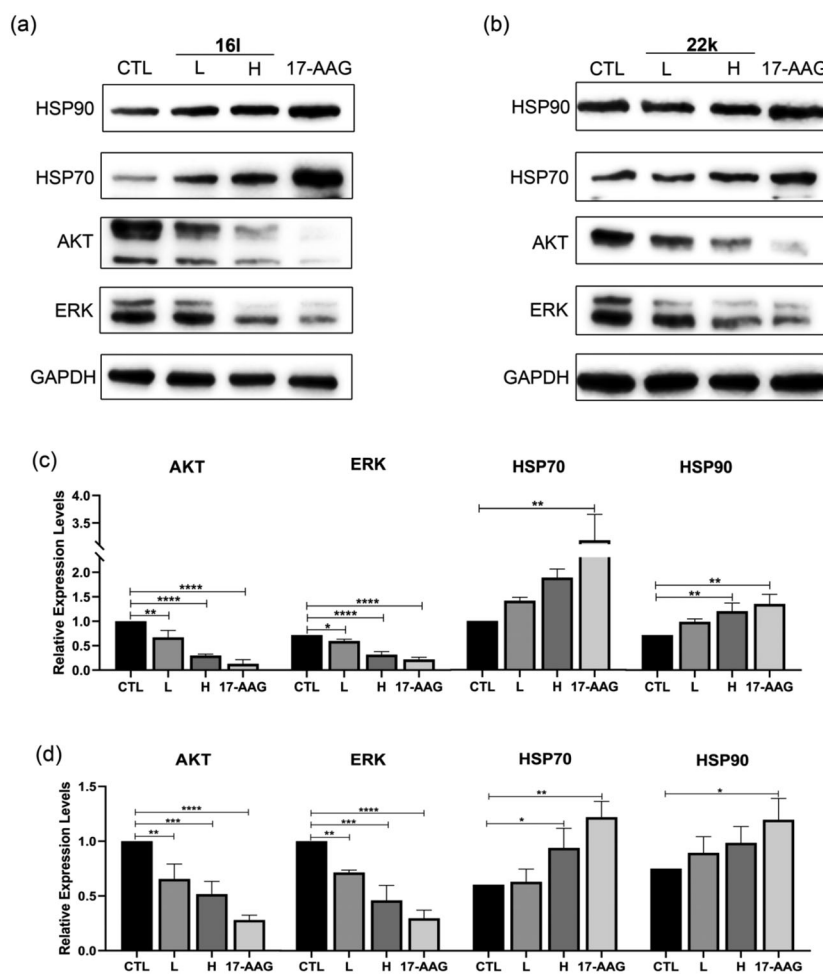 (a)
16l
CTL L H 17-AAG
HSP90
HSP70
AKT
ERK
GAPDH
(b)
22k
CTL L H 17-AAG
HSP90
HSP70
AKT
ERK
GAPDH
(c)
AKT ERK HSP70 HSP90
Relative Expression Levels
4.0
3.0
2.0
1.5
1.0
0.5
0.0
**** **** **
**** **** * ** ** **
CTL L H 17-AAG CTL L H 17-AAG CTL L H 17-AAG CTL L H 17-AAG
(d)
AKT ERK HSP70 HSP90
Relative Expression Levels
1.5
1.0
0.5
0.0
**** *** **
**** *** **
** *
*
CTL L H 17-AAG CTL L H 17-AAG CTL L H 17-AAG CTL L H 17-AAG